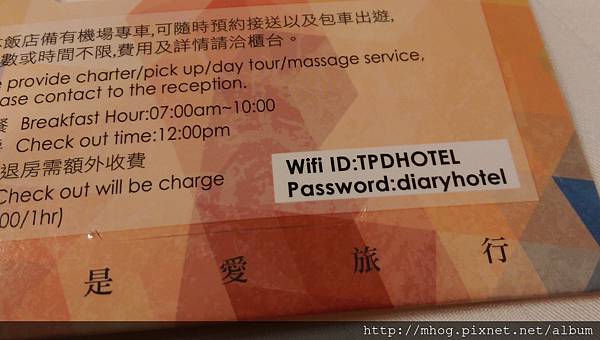 飯店備有機場專車,可隨時預約接送以及包車出遊,
數或時間不限,費用及詳情請洽櫃台。
provide charter/pick up/day tour/massage service,
contact to the reception.
Breakfast Hour:07:00am~10:00
Check out time:12:00pm
退房需額外收費
Check out will be charge
00/1hr)
Wifi ID:TPDHOTEL
Password:diaryhotel
是 愛 旅 行
http://mhog.pixnet.net/album